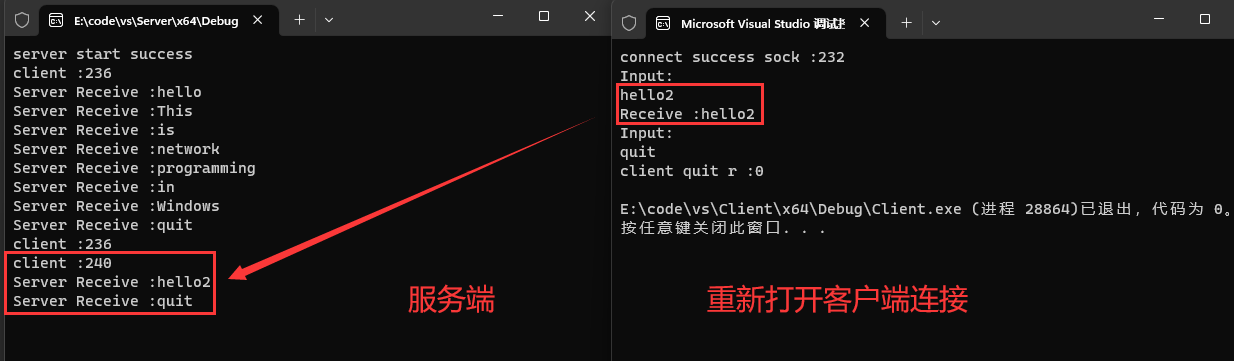 E:\code\vs\Server\x64\Debug
server start success
client :236
Server Receive :hello
Server Receive :This
Server Receive :is
Server Receive :network
Server Receive :programming
Server Receive :in
Server Receive :Windows
Server Receive :quit
client :236
client :240
Server Receive :hello2
Server Receive :quit
服务端
Microsoft Visual Studio 调试
connect success sock :232
Input:
hello2
Receive :hello2
Input:
quit
client quit r :0
E:\code\vs\Client\x64\Debug\Client.exe (进程 28864)已退出，代码为 0。
按任意键关闭此窗口. . .
重新打开客户端连接